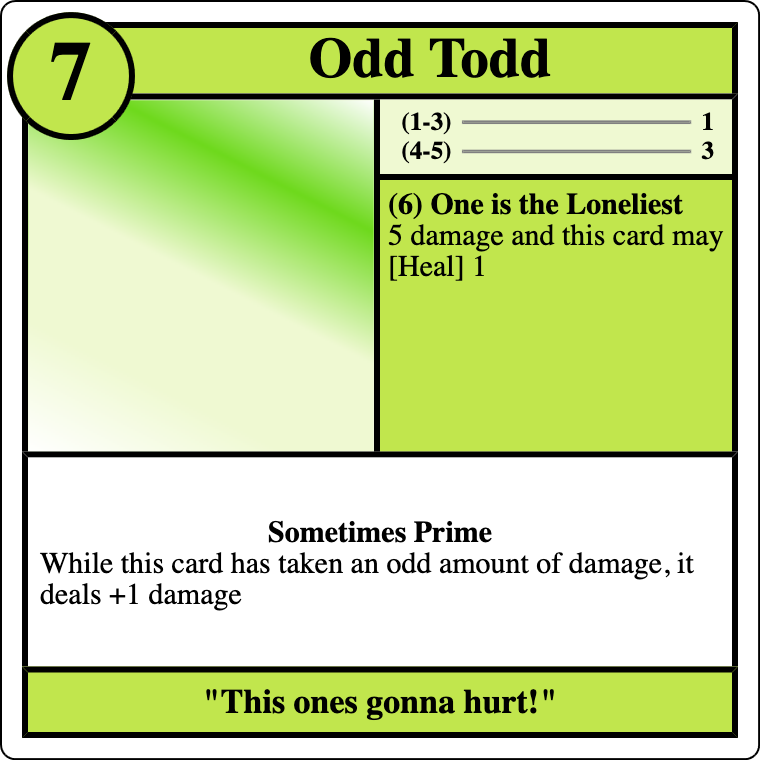 7
Odd Todd
(1-3) 1
(4-5) 3
(6) One is the Loneliest
5 damage and this card may
[Heal] 1
Sometimes Prime
While this card has taken an odd amount of damage, it
deals +1 damage
"This ones gonna hurt!"